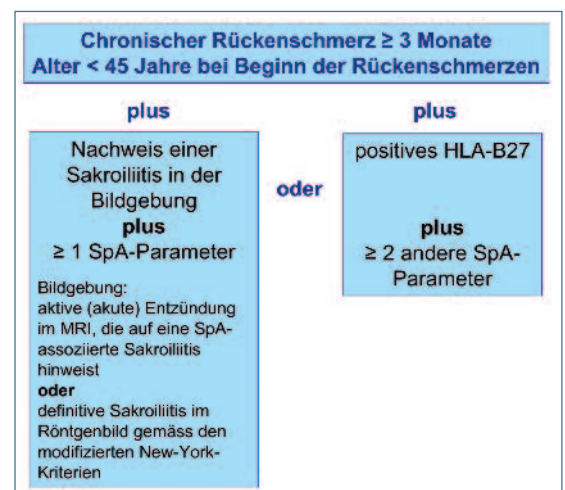 Chronischer Rückenschmerz ≥ 3 Monate
Alter < 45 Jahre bei Beginn der Rückenschmerzen
plus
Nachweis einer
Sakroiliitis in der
Bildgebung
plus
≥ 1 SpA-Parameter
Bildgebung:
aktive (akute) Entzündung
im MRI, die auf eine SpA-
assoziierte Sakroiliitis
hinweist
oder
definitive Sakroiliitis im
Röntgenbild gemäss den
modifizierten New-York-
Kriterien
oder
plus
positives HLA-B27
plus
≥ 2 andere SpA-
Parameter